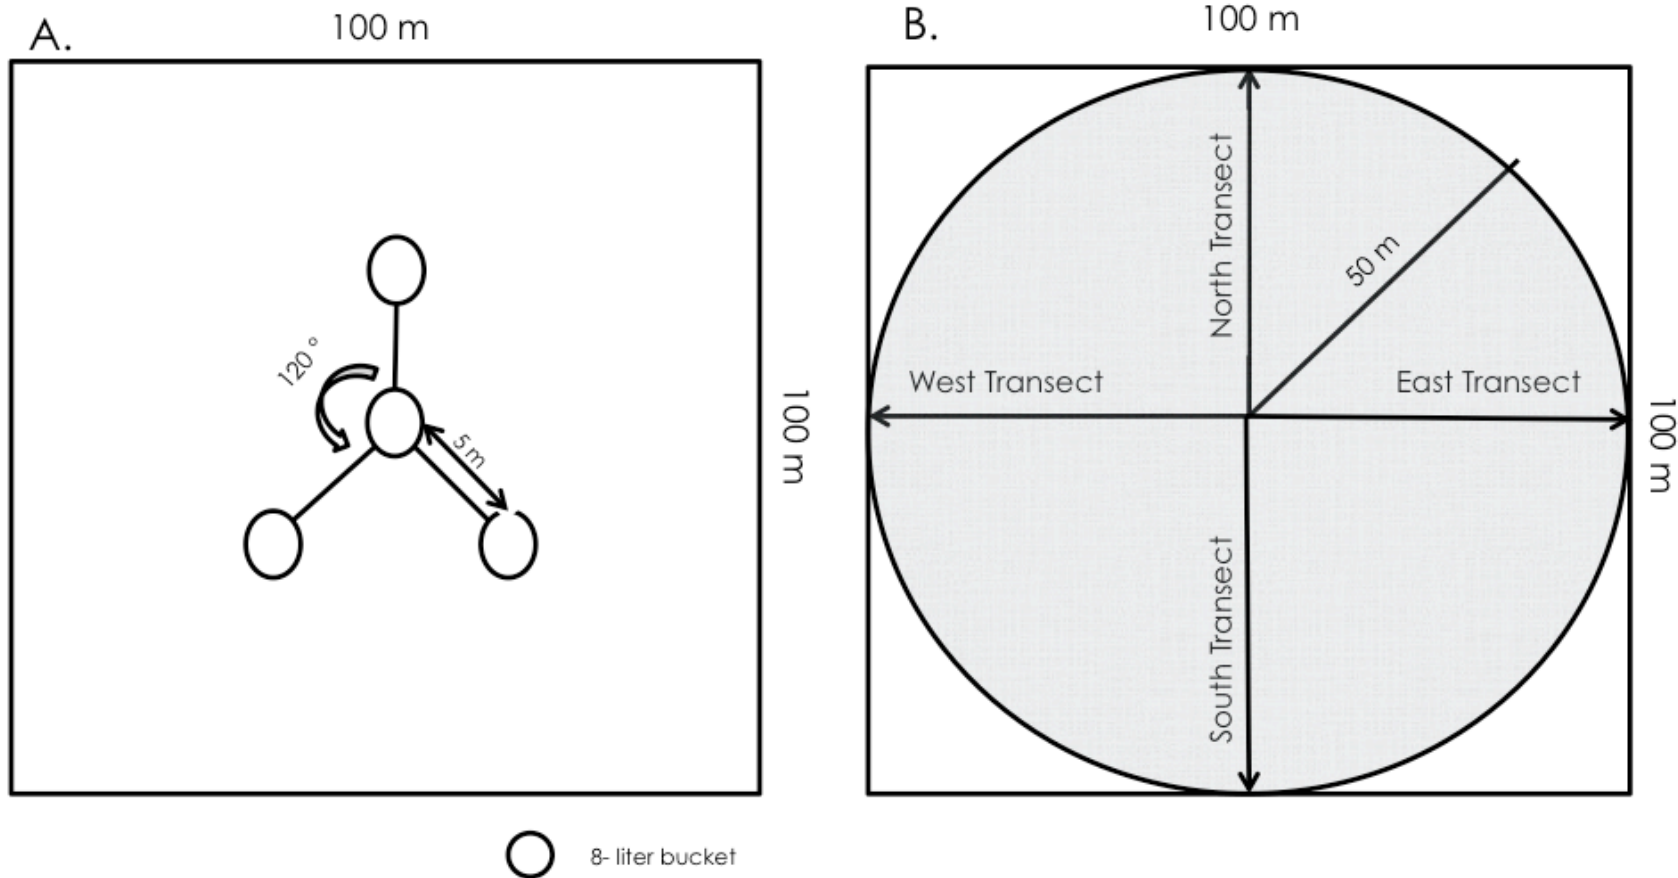 A.
100 m
120 °
5 m
100 m
8- liter bucket
B.
100 m
North Transect
50 m
West Transect
East Transect
South Transect
100 m